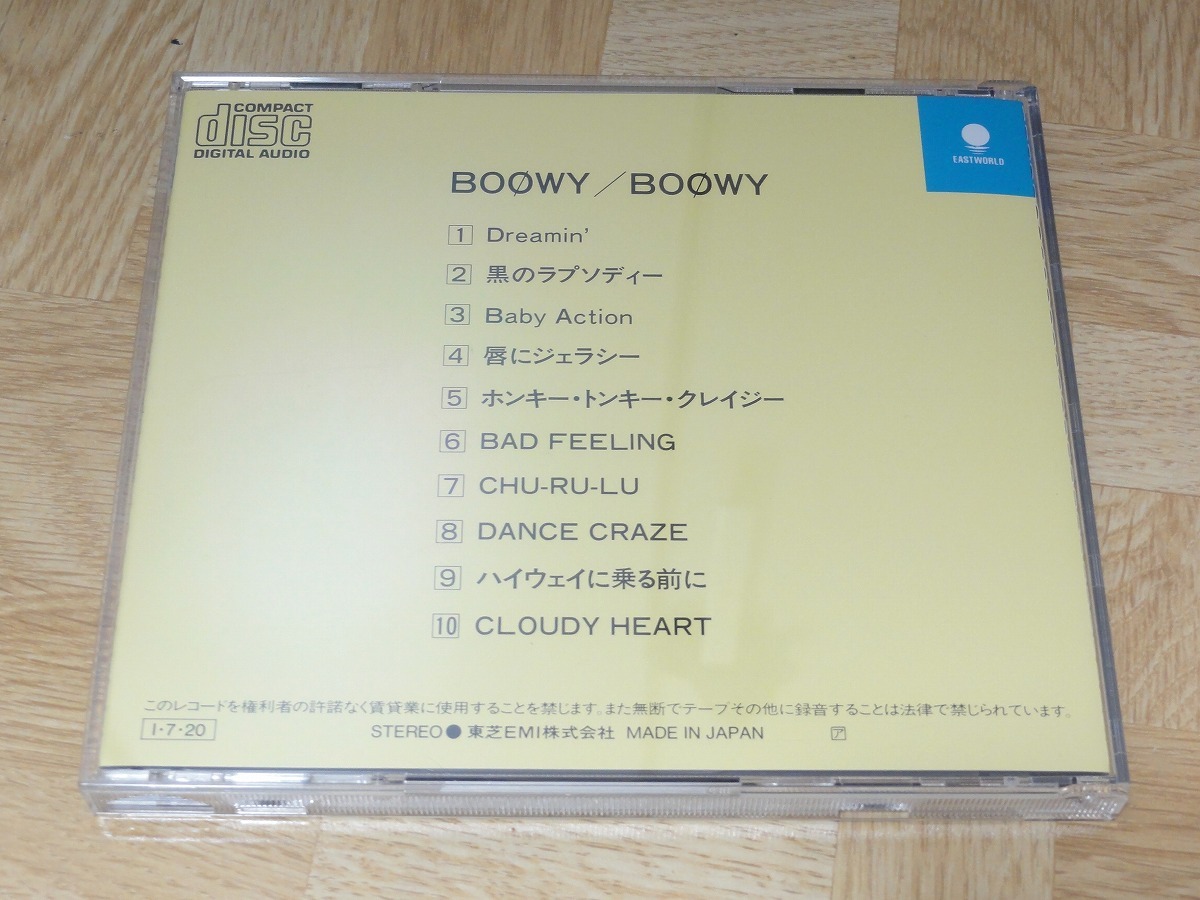 COMPACT
disc
DIGITAL AUDIO
EASTWORLD
BOØWY／BOØWY
1 Dreamin'
2 黒のラプソディー
3 Baby Action
4 唇にジェラシー
5 ホンキー・トンキー・クレイジー
6 BAD FEELING
7 CHU-RU-LU
8 DANCE CRAZE
9 ハイウェイに乗る前に
10 CLOUDY HEART
このレコードを権利者の許諾なく賃貸業に使用することを禁じます。また無断でテープその他に録音することは法律で禁じられています。
I・7・20 STEREO● 東芝EMI株式会社 MADE IN JAPAN ア